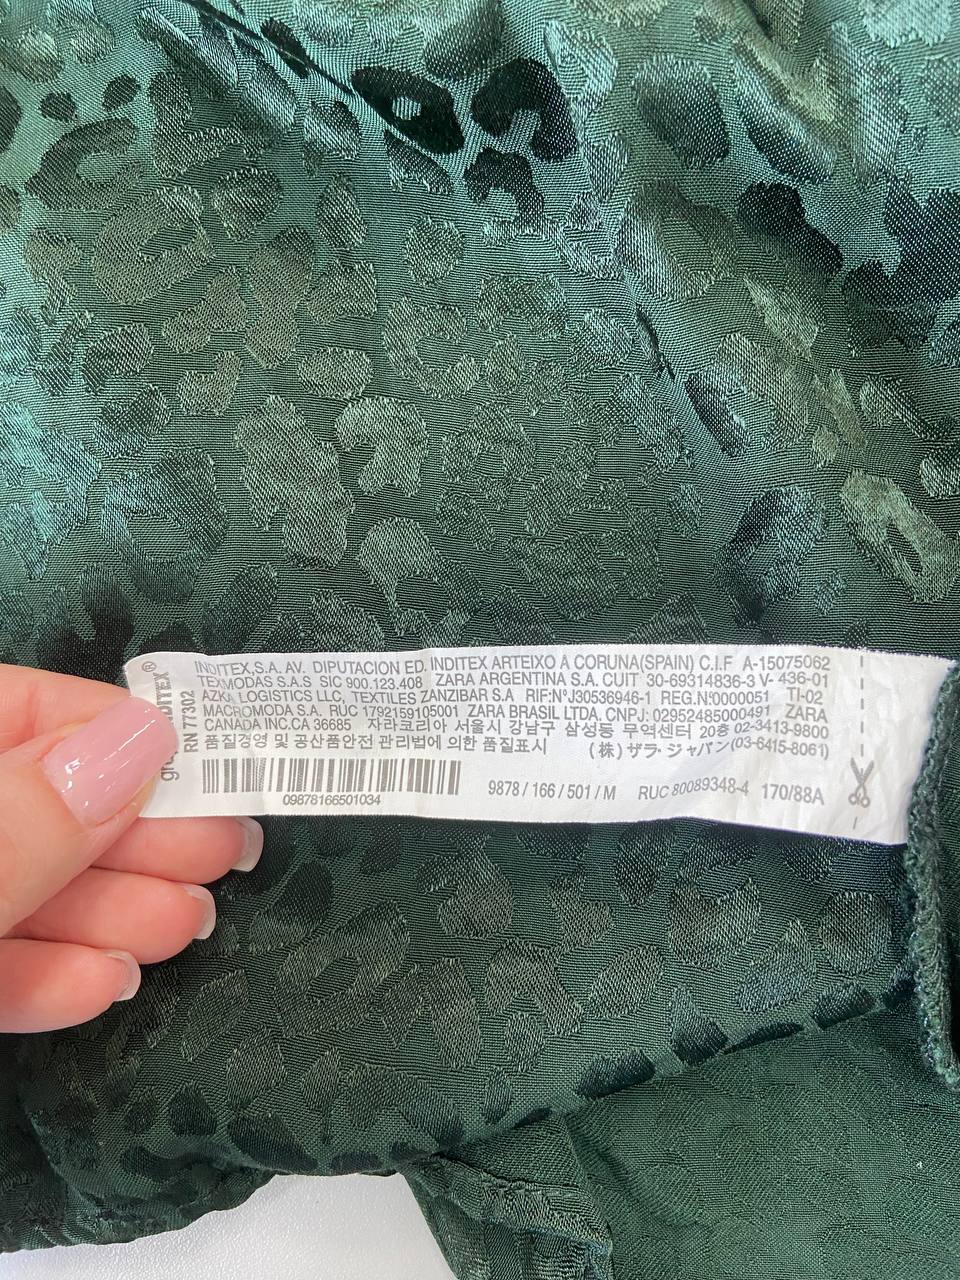 INDITEX,S.A. AV. DIPUTACION ED. INDITEX ARTEIXO A CORUNA(SPAIN) C.I.F A-15075062
TEXMODAS S.A.S SIC 900.123.408 ZARA ARGENTINA S.A. CUIT 30-69314836-3 V- 436-01
AZKA LOGISTICS LLC, TEXTILES ZANZIBAR S.A RIF:N°J30536946-1 REG.N°0000051 TI-02
MACROMODA S.A. RUC 1792159105001 ZARA BRASIL LTDA. CNPJ: 02952485000491 ZARA
CANADA INC.CA 36685 자라코리아 서울시 강남구 삼성동 무역센터 20층 02-3413-9800
품질경영 및 공산품안전 관리법에 의한 품질표시 (株) ザラ・ジャパン(03-6415-8061)
09878166501034
9878 / 166 / 501 / M RUC 80089348-4 170/88A
INDITEX®
RN 77302